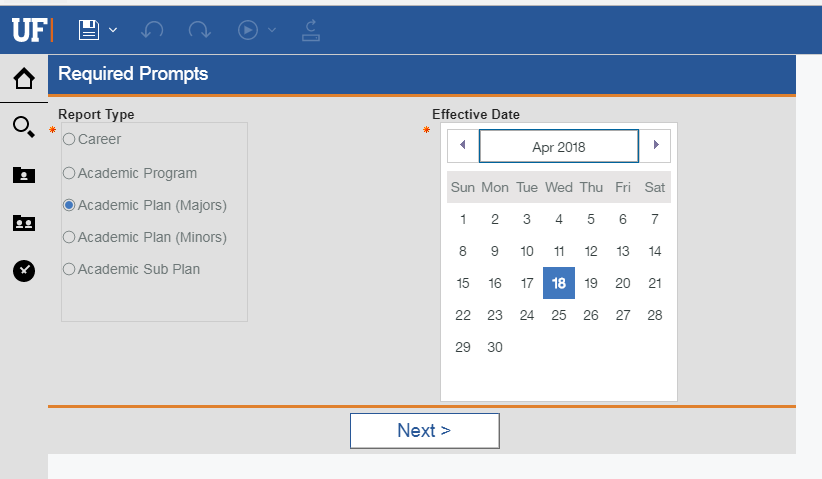 UF
Required Prompts
Report Type
* Career
Academic Program
Academic Plan (Majors)
Academic Plan (Minors)
Academic Sub Plan
Effective Date
*
Apr 2018
Sun Mon Tue Wed Thu Fri Sat
1 2 3 4 5 6 7
8 9 10 11 12 13 14
15 16 17 18 19 20 21
22 23 24 25 26 27 28
29 30
Next >